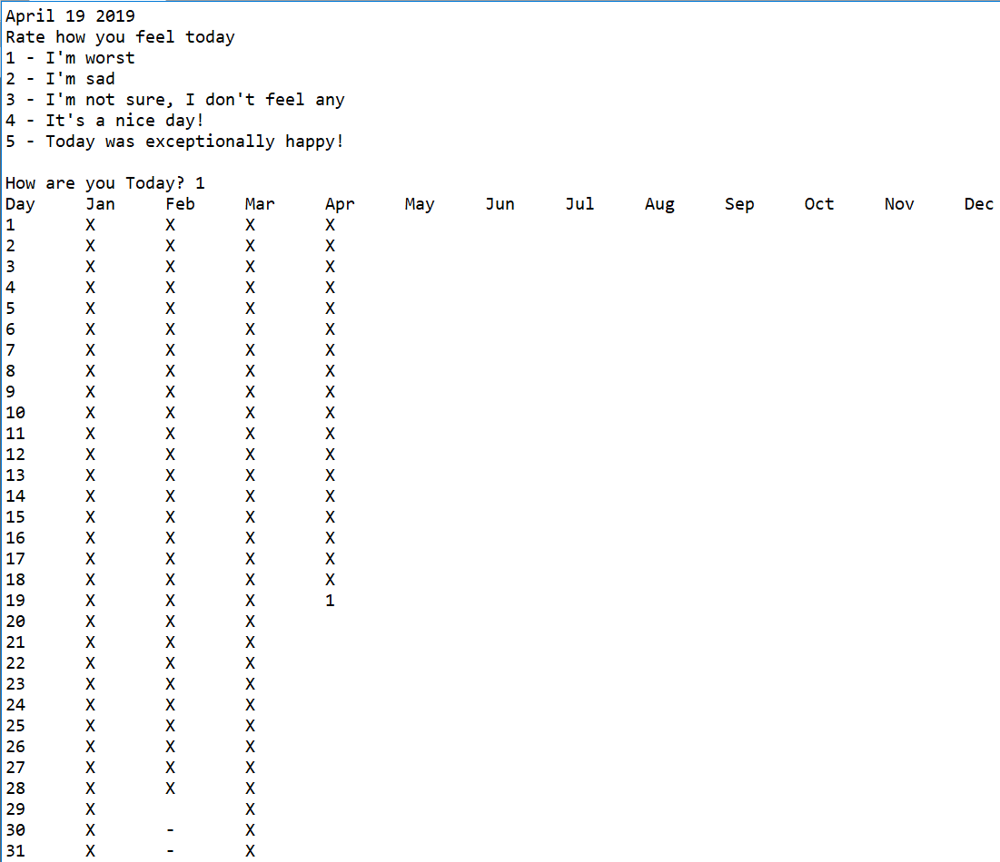 April 19 2019
Rate how you feel today
1 - I'm worst
2 - I'm sad
3 - I'm not sure, I don't feel any
4 - It's a nice day!
5 - Today was exceptionally happy!

How are you Today? 1
Day     Jan     Feb     Mar     Apr     May     Jun     Jul     Aug     Sep     Oct     Nov     Dec
1       X       X       X       X
2       X       X       X       X
3       X       X       X       X
4       X       X       X       X
5       X       X       X       X
6       X       X       X       X
7       X       X       X       X
8       X       X       X       X
9       X       X       X       X
10      X       X       X       X
11      X       X       X       X
12      X       X       X       X
13      X       X       X       X
14      X       X       X       X
15      X       X       X       X
16      X       X       X       X
17      X       X       X       X
18      X       X       X       X
19      X       X       X       1
20      X       X       X
21      X       X       X
22      X       X       X
23      X       X       X
24      X       X       X
25      X       X       X
26      X       X       X
27      X       X       X
28      X       X       X
29      X               X
30      X       -       X
31      X       -       X